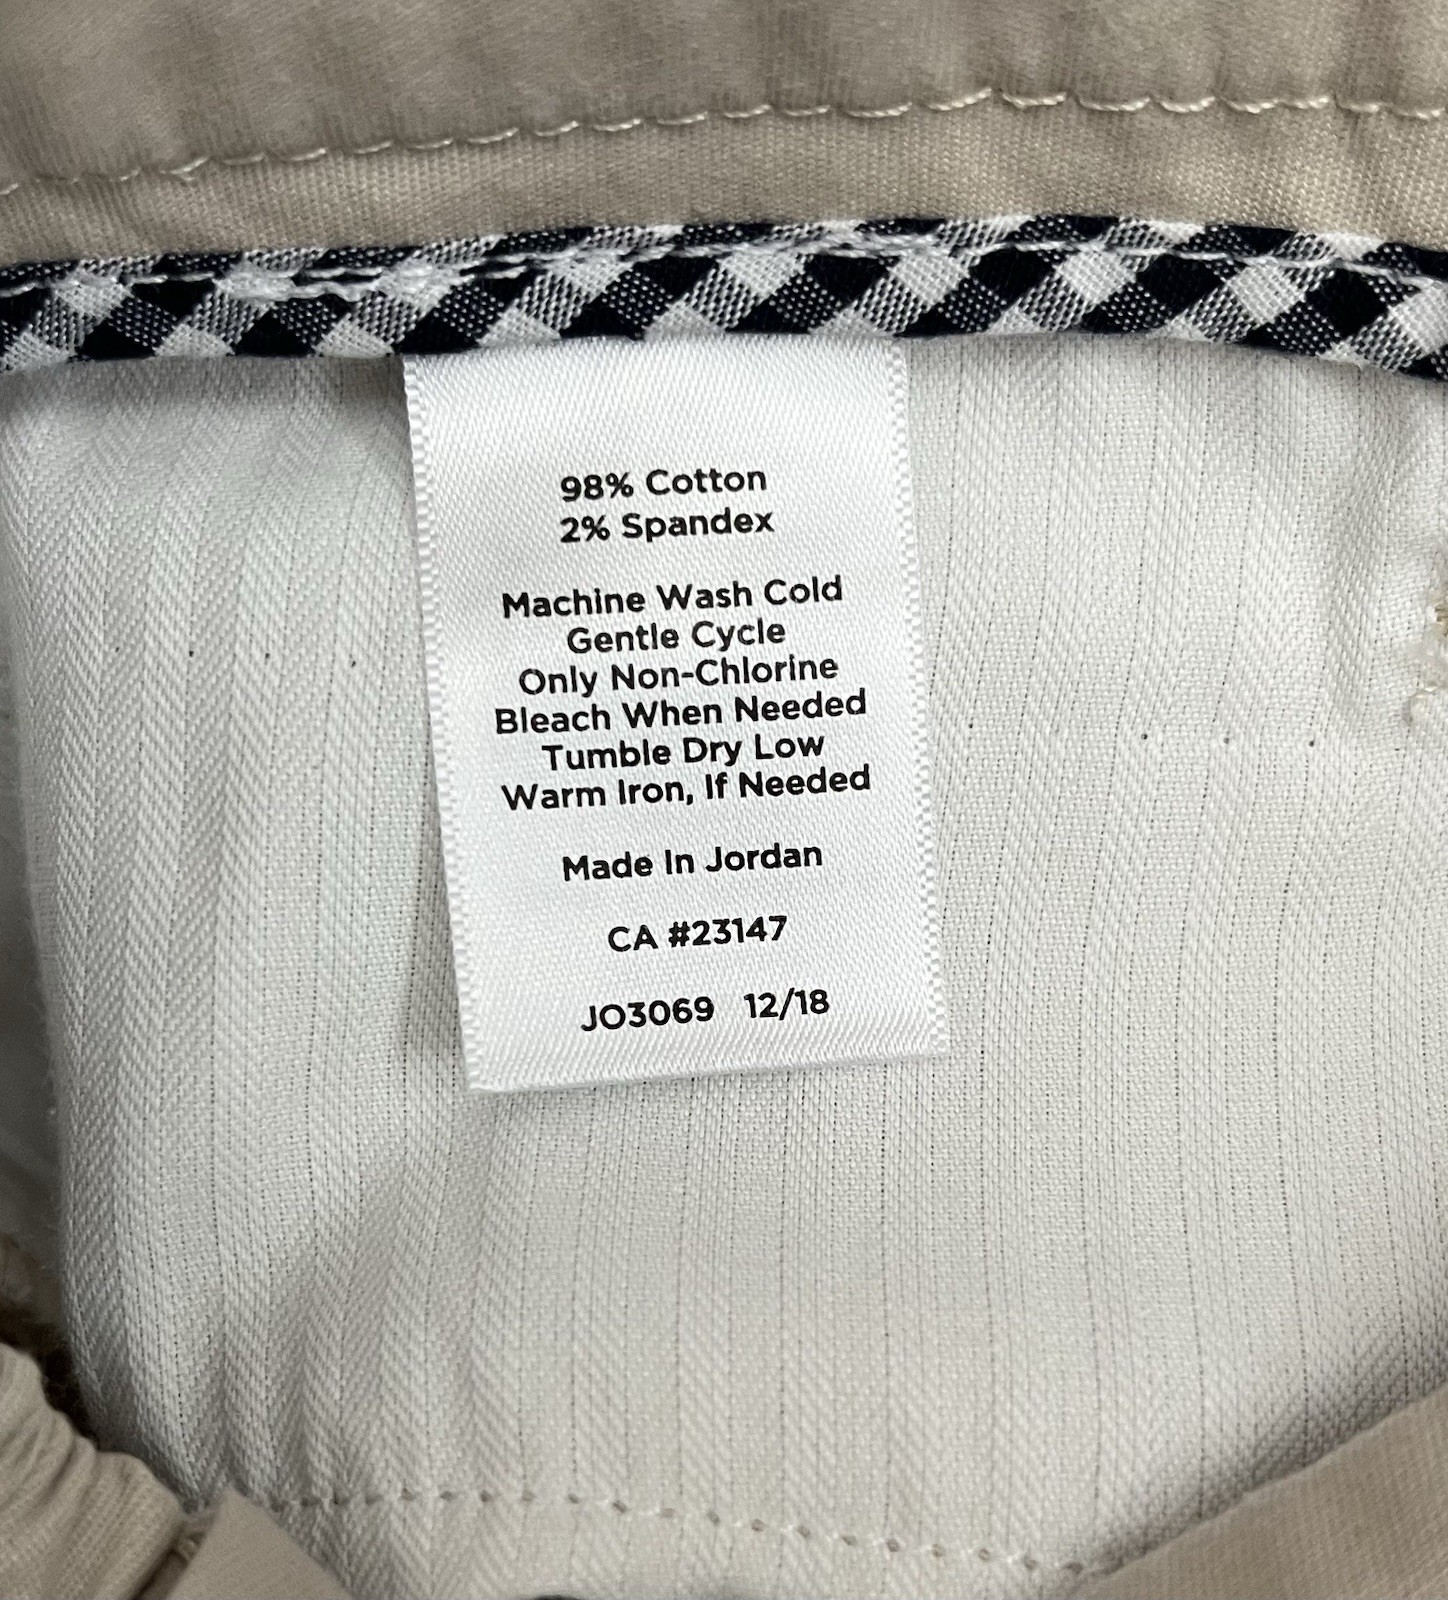 98% Cotton
2% Spandex
Machine Wash Cold
Gentle Cycle
Only Non-Chlorine
Bleach When Needed
Tumble Dry Low
Warm Iron, If Needed
Made In Jordan
CA #23147
JO3069 12/18